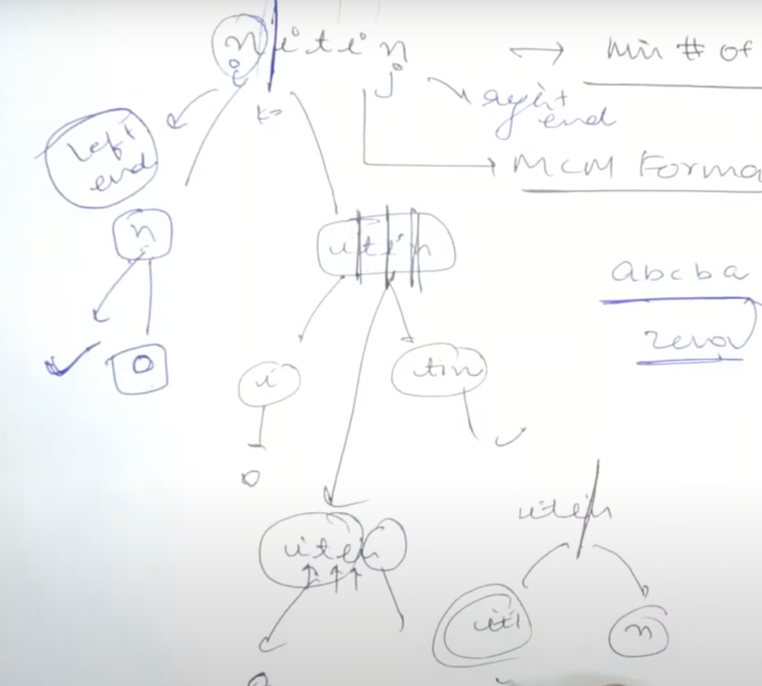 nitin ⟷ Min # of
i j
k
right end
left end
MCM Forma
n itin
abcba
zero
0
i tin
0
itin
itin
iti n